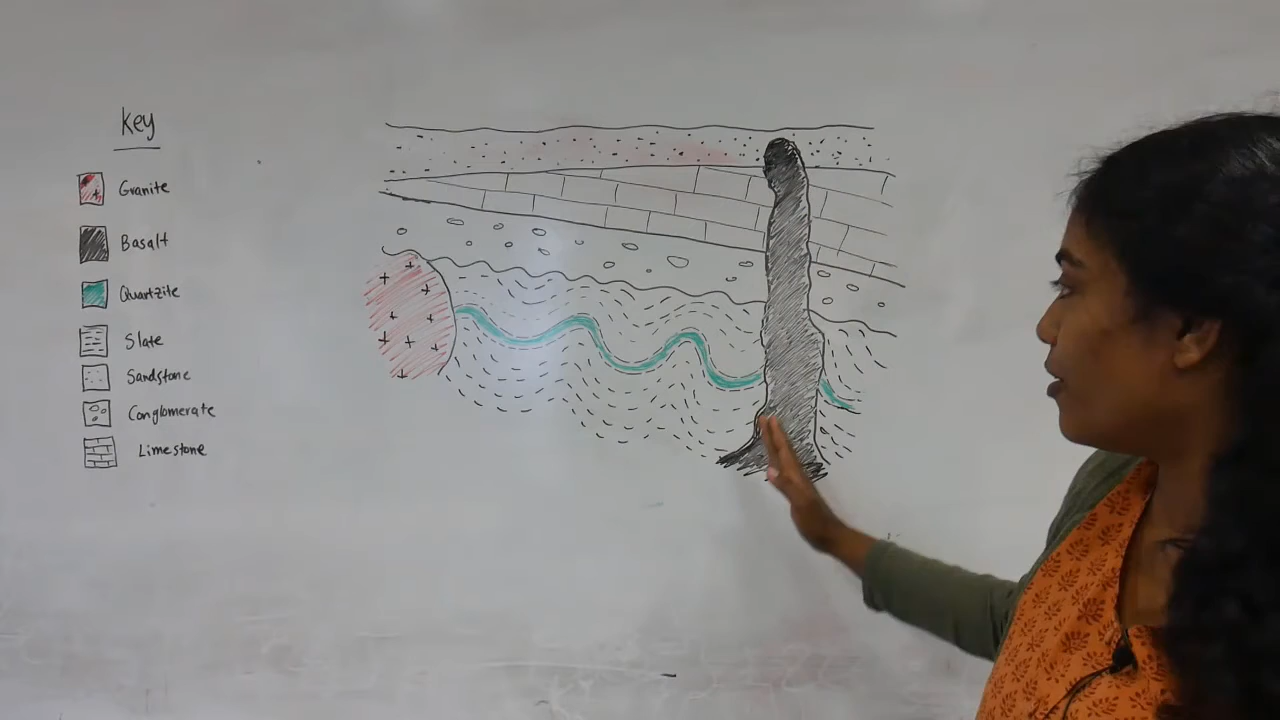 Key
Granite
Basalt
Quartzite
Slate
Sandstone
Conglomerate
Limestone